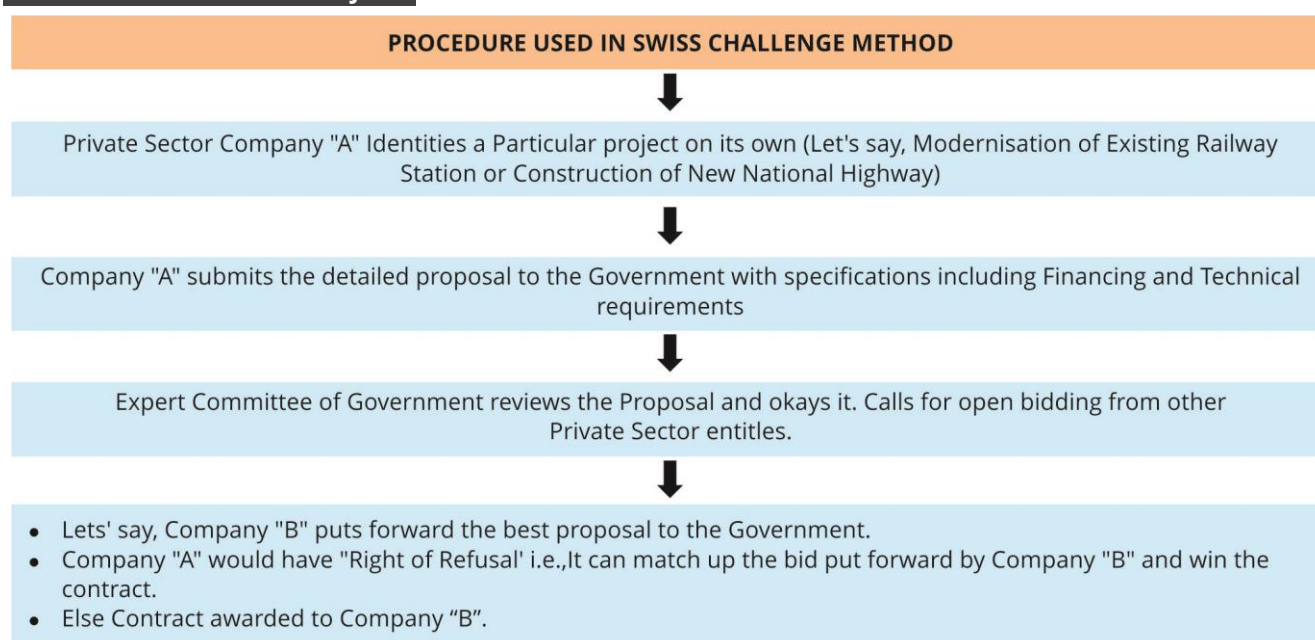 PROCEDURE USED IN SWISS CHALLENGE METHOD
Private Sector Company "A" Identities a Particular project on its own (Let's say, Modernisation of Existing Railway
Station or Construction of New National Highway)
Company "A" submits the detailed proposal to the Government with specifications including Financing and Technical
requirements
Expert Committee of Government reviews the Proposal and okays it. Calls for open bidding from other
Private Sector entitles.
• Lets' say, Company "B" puts forward the best proposal to the Government.
• Company "A" would have "Right of Refusal' i.e.,It can match up the bid put forward by Company "B" and win the
contract.
• Else Contract awarded to Company “B”.